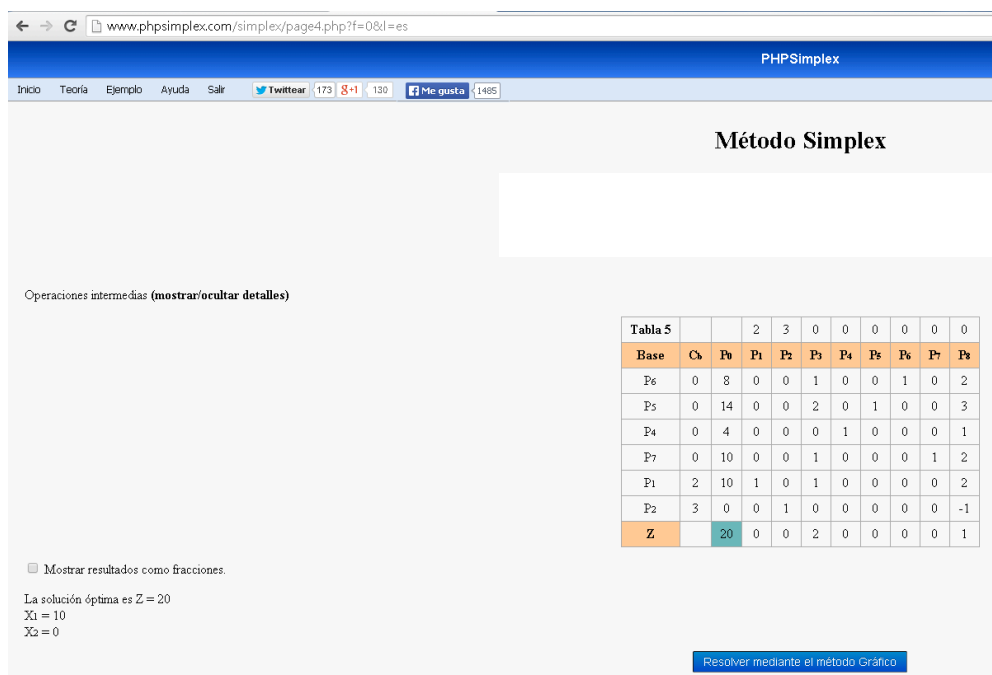 www.phpsimplex.com/simplex/page4.php?f=0&l=es
PHPSimplex
Inicio Teoría Ejemplo Ayuda Salir Twittear 173 g+1 130 Me gusta 1485
Método Simplex
Operaciones intermedias (mostrar/ocultar detalles)
Tabla 5 2 3 0 0 0 0 0 0
Base Cb P0 P1 P2 P3 P4 P5 P6 P7 P8
P6 0 8 0 0 1 0 0 1 0 2
P5 0 14 0 0 2 0 1 0 0 3
P4 0 4 0 0 0 1 0 0 0 1
P7 0 10 0 0 1 0 0 0 1 2
P1 2 10 1 0 1 0 0 0 0 2
P2 3 0 0 1 0 0 0 0 0 -1
Z 20 0 0 2 0 0 0 0 1
Mostrar resultados como fracciones.
La solución óptima es Z = 20
X1 = 10
X2 = 0
Resolver mediante el método Gráfico